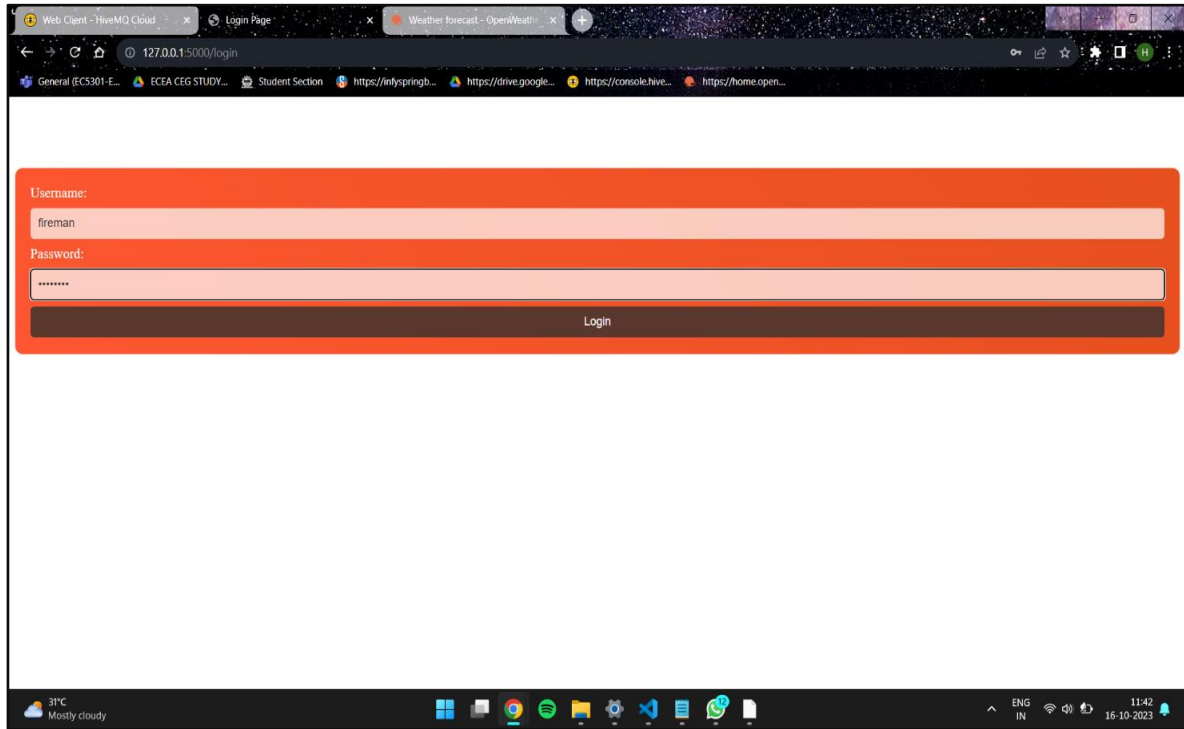 Web Client - HiveMQ Cloud
Login Page
Weather forecast - OpenWeath
127.0.0.1:5000/login
H
General (EC5301-E...
ECEA CEG STUDY...
Student Section
https://infyspringb...
https://drive.google...
https://console.hive...
https://home.open...
Username:
fireman
Password:
••••••••
Login
31°C
Mostly cloudy
12
ENG
IN
11:42
16-10-2023